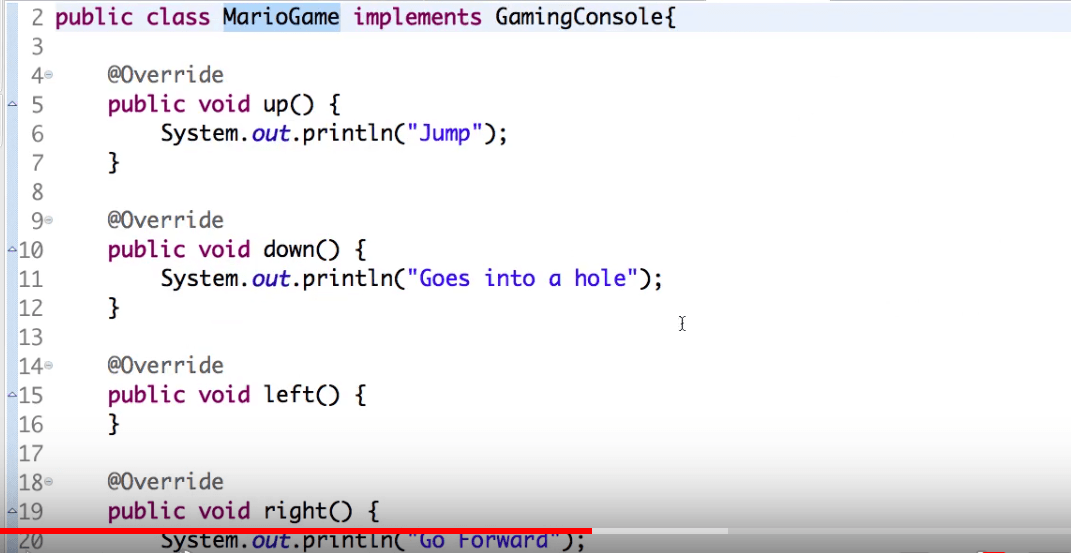 2 public class MarioGame implements GamingConsole{
3
4 @Override
5 public void up() {
6 System.out.println("Jump");
7 }
8
9 @Override
10 public void down() {
11 System.out.println("Goes into a hole");
12 }
13
14 @Override
15 public void left() {
16 }
17
18 @Override
19 public void right() {
20 System.out.println("Go Forward");